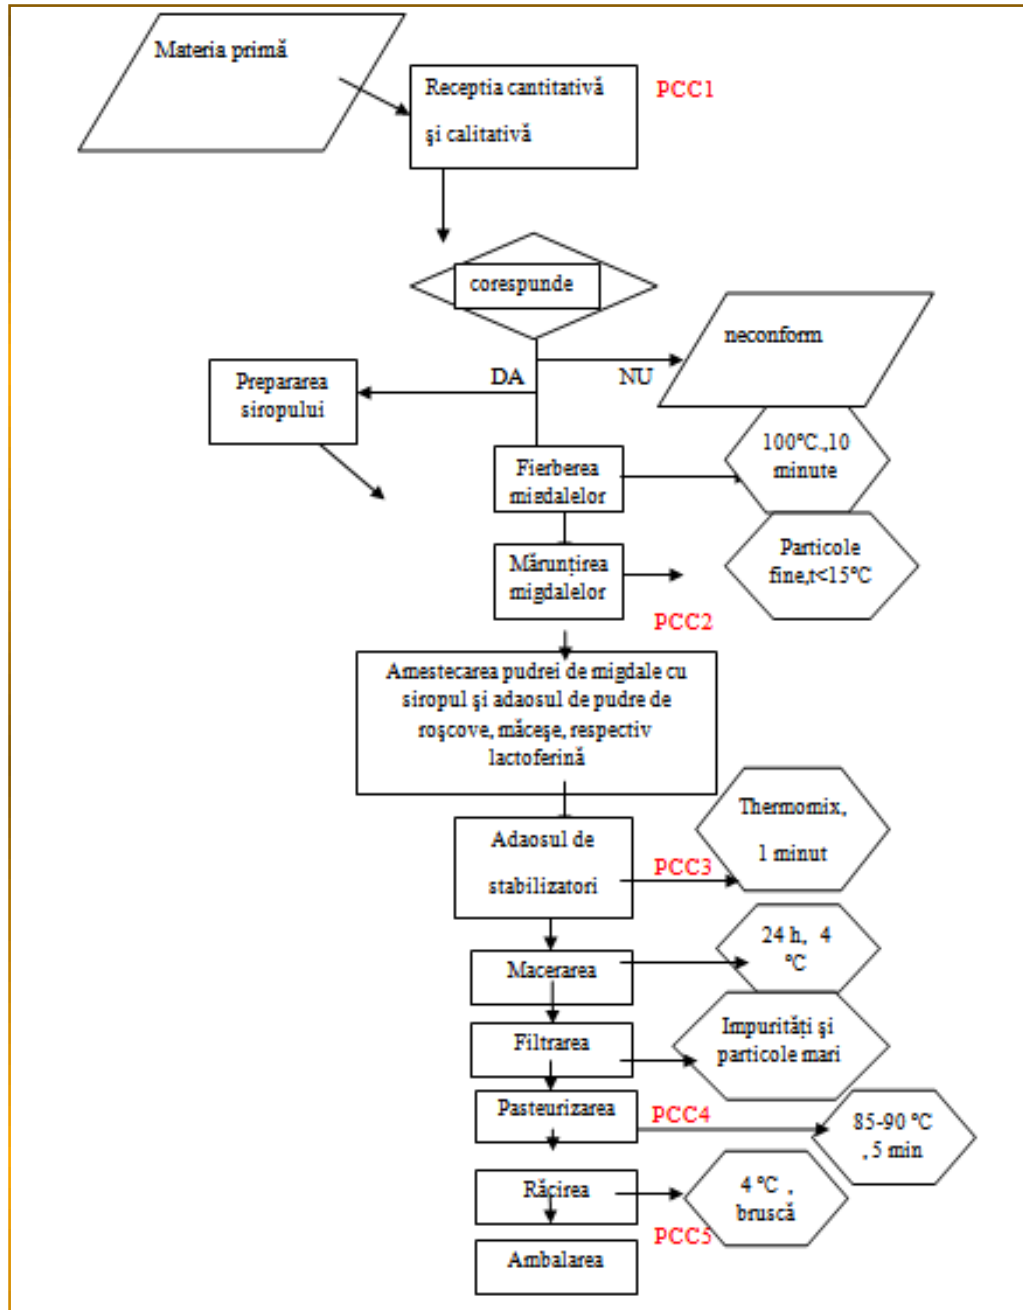 Materia primă
Receptia cantitativă
şi calitativă
PCC1
corespunde
neconform
DA
NU
Prepararea
siropului
100°C.,10
minute
Fierberea
migdalelor
Mărunțirea
migdalelor
Particole
fine,t<15°C
PCC2
Amestecarea pudrei de migdale cu
siropul şi adaosul de pudre de
roşcove, măceşe, respectiv
lactoferină
Thermomix,
1 minut
Adaosul de
stabilizatori
PCC3
24 h, 4
°C
Macerarea
Impurități şi
particole mari
Filtrarea
Pasteurizarea
PCC4
85-90 °C
, 5 min
Răcirea
4 °C ,
bruscă
PCC5
Ambalarea